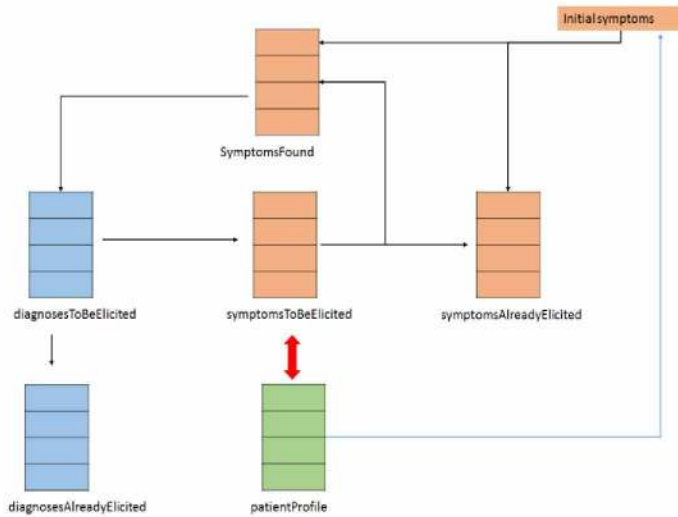 Initial symptoms
SymptomsFound
diagnosesToBeElicited
symptomsToBeElicited
symptomsAlreadyElicited
diagnosesAlreadyElicited
patientProfile